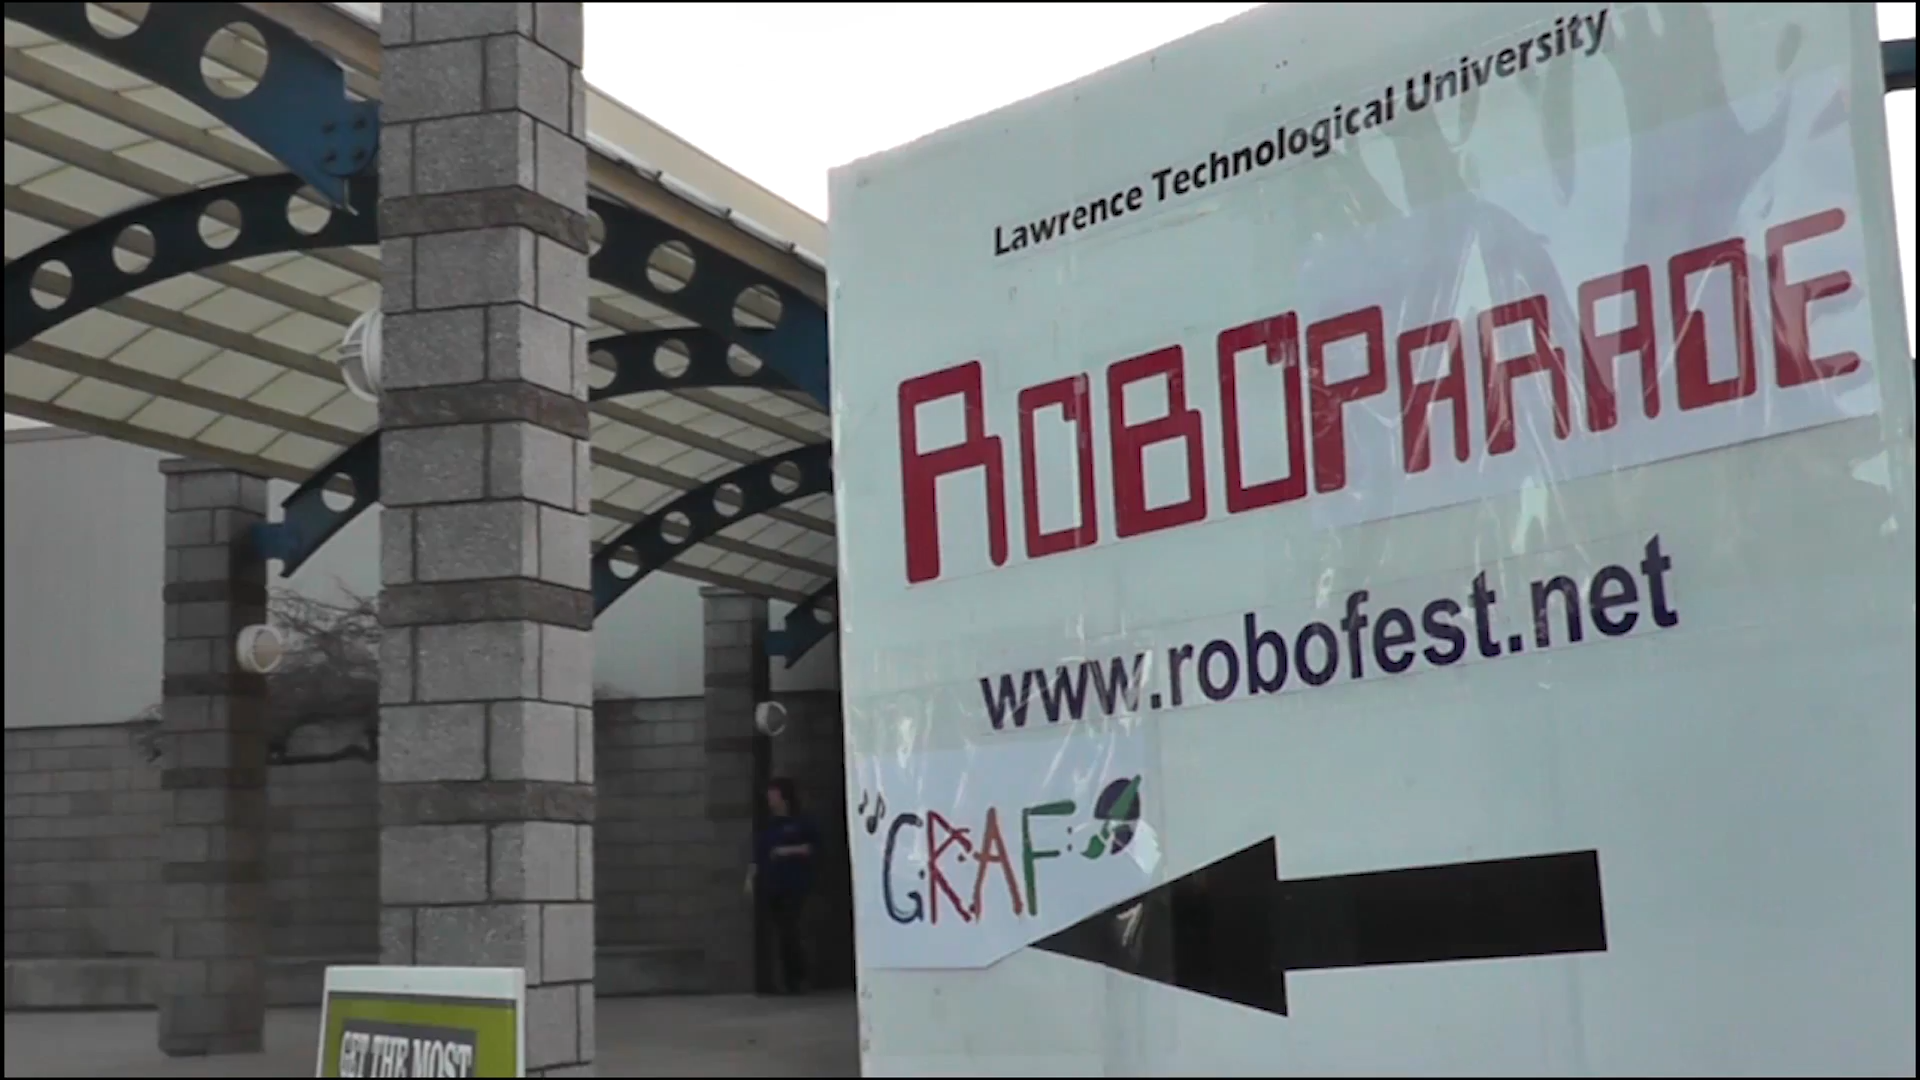 Lawrence Technological University
ROBOPARADE
www.robofest.net
GRAF
GET THE MOST